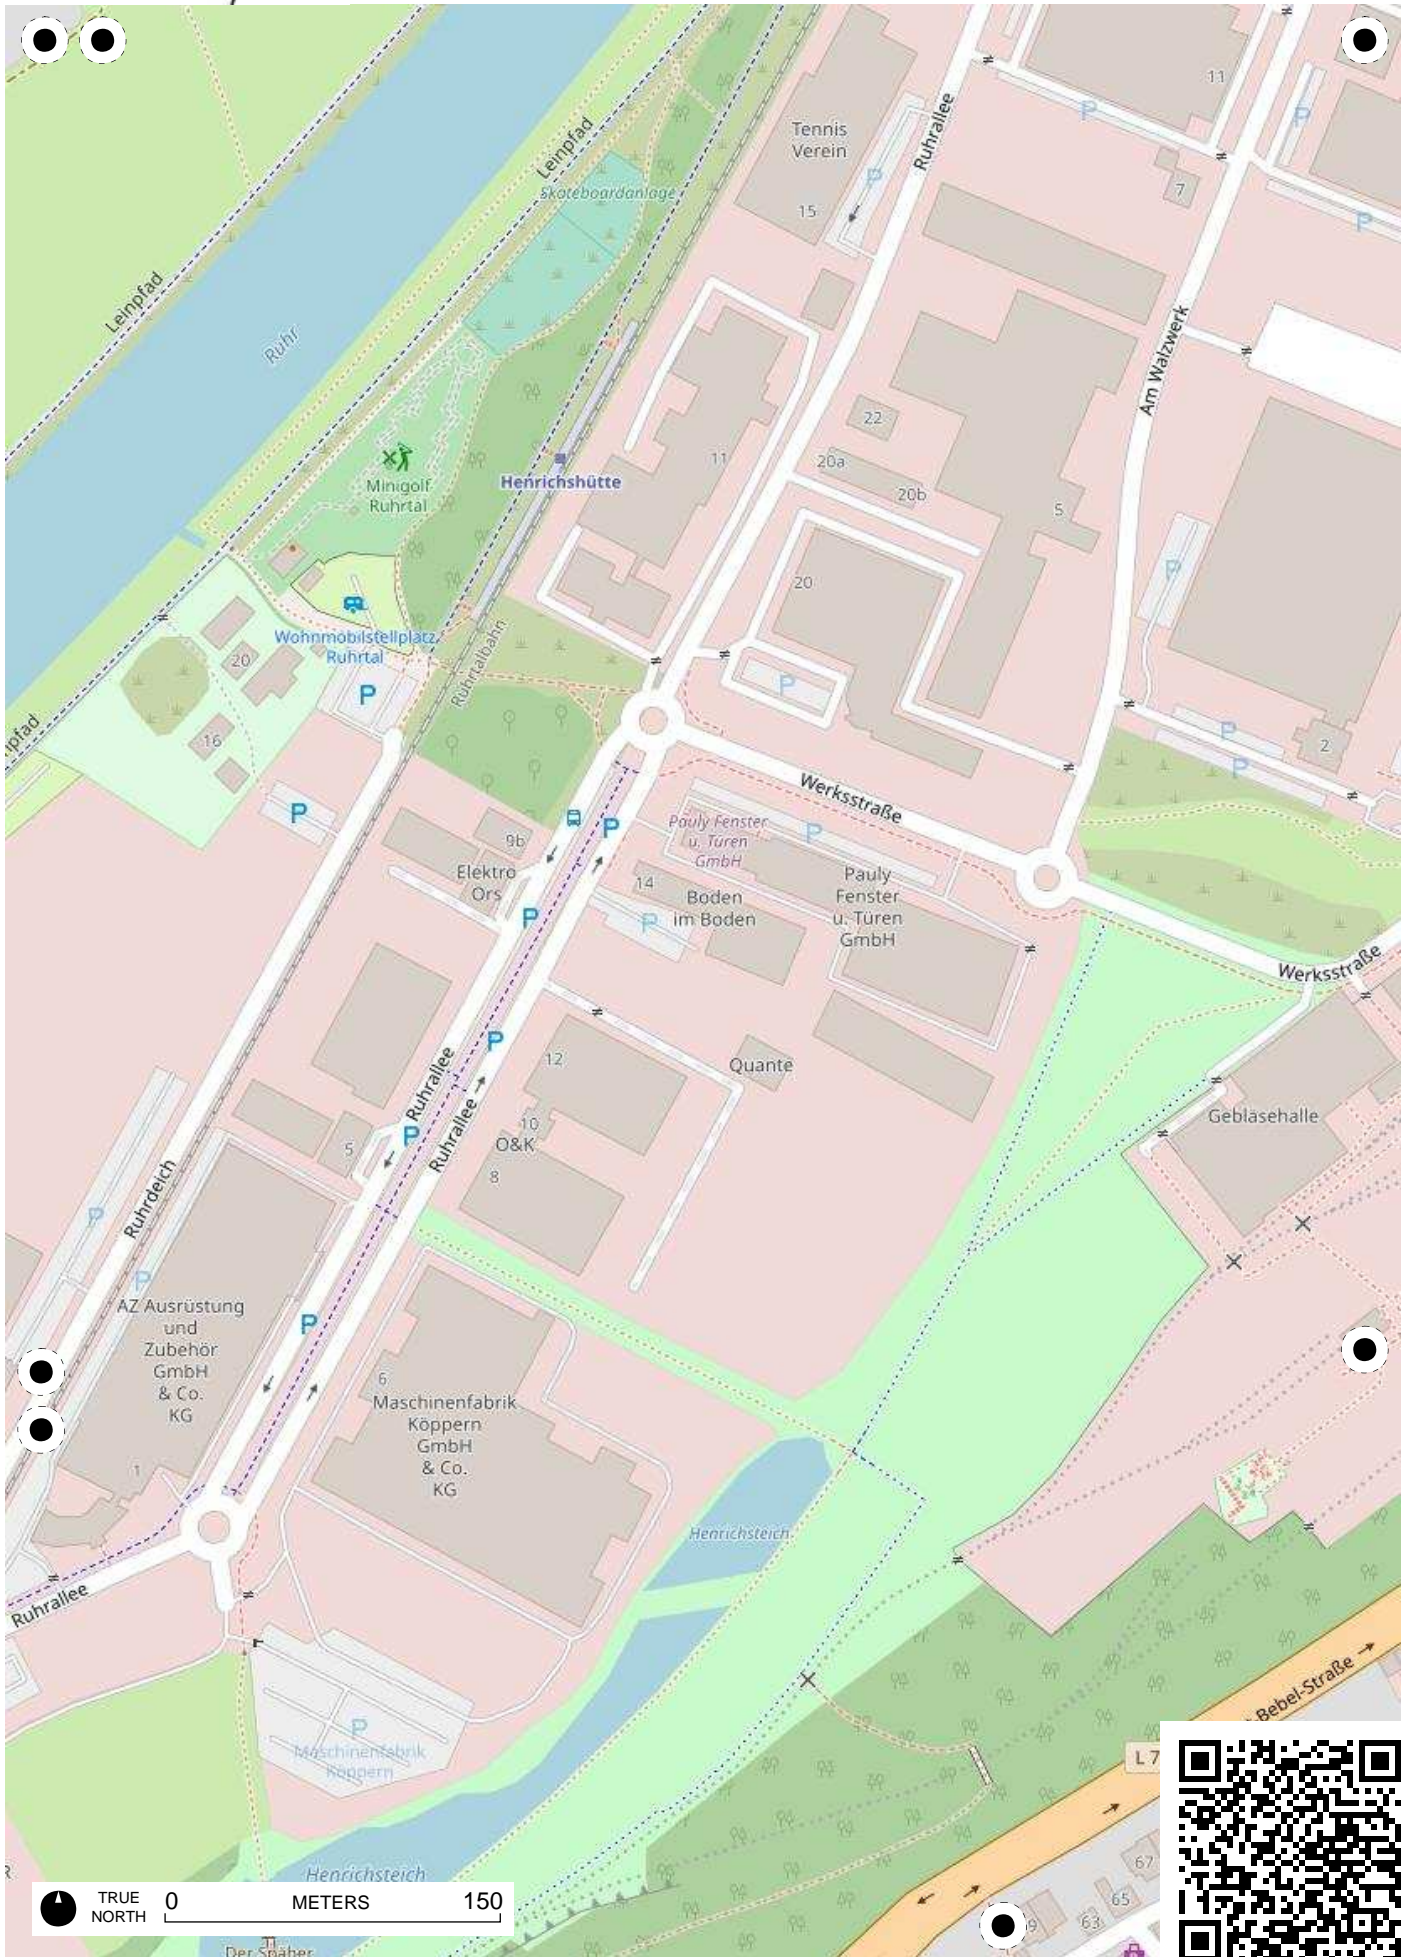 Leinpfad
Skateboardanlage
Tennis
Verein
15
Ruhrallee
P
P
11
P
7
P
Leinpfad
Ruhr
Am Walzwerk
22
20a
20b
5
11
Minigolf
Ruhrtal
Henrichshütte
20
P
Wohnmobilstellplatz
Ruhrtal
P
20
16
Ruhrtalbahn
P
P
P
2
P
Werksstraße
P
Pauly Fenster
u. Türen
GmbH
P
9b
Elektro
Ors
P
14
Boden
im Boden
P
Pauly
Fenster
u. Türen
GmbH
Werksstraße
P
12
Quante
Ruhrallee
Ruhrallee
10
O&K
8
5
P
Gebläsehalle
Ruhrdeich
P
P
AZ Ausrüstung
und
Zubehör
GmbH
& Co.
KG
1
P
6
Maschinenfabrik
Köppern
GmbH
& Co.
KG
Henrichsteich
Ruhrallee
P
Maschinenfabrik
Köppern
-Bebel-Straße
L 7
67
65
63
Henrichsteich
TRUE
NORTH
0 METERS 150
Der Späher